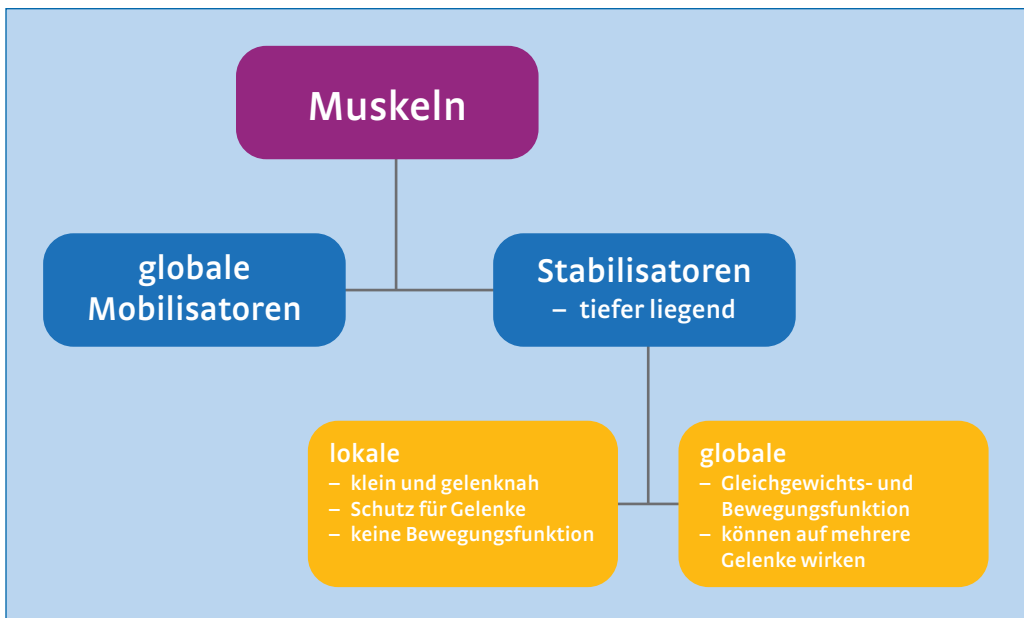 Muskeln
globale
Mobilisatoren
Stabilisatoren
– tiefer liegend
lokale
– klein und gelenknah
– Schutz für Gelenke
– keine Bewegungsfunktion
globale
– Gleichgewichts- und
Bewegungsfunktion
– können auf mehrere
Gelenke wirken